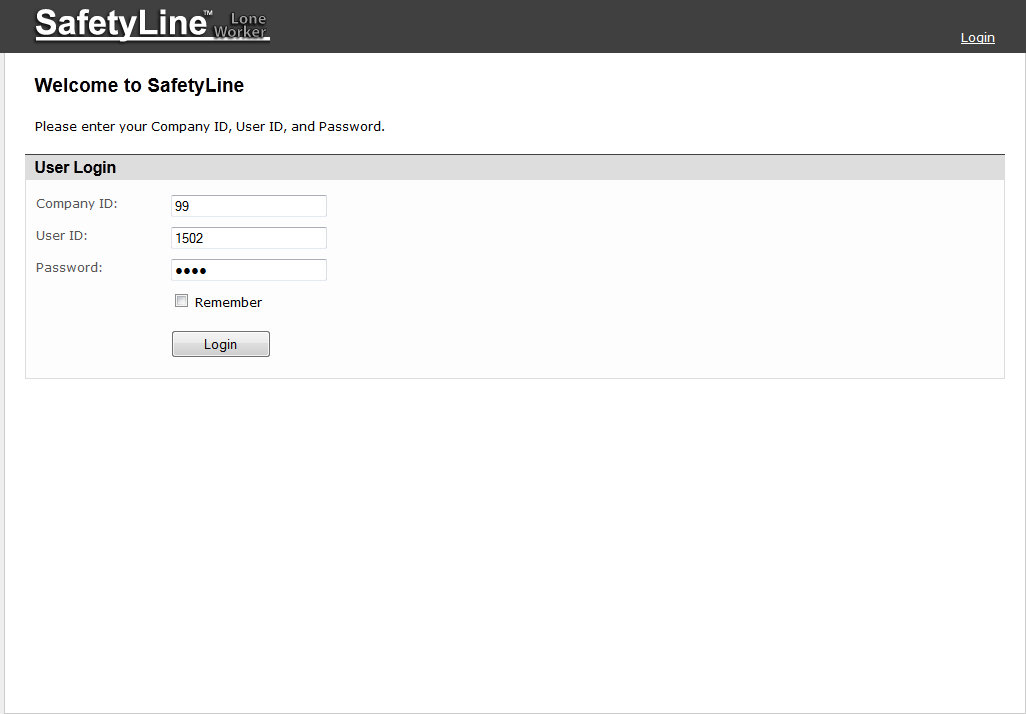 SafetyLine™ Lone Worker
Login
Welcome to SafetyLine
Please enter your Company ID, User ID, and Password.
User Login
Company ID: 99
User ID: 1502
Password: ••••
Remember
Login